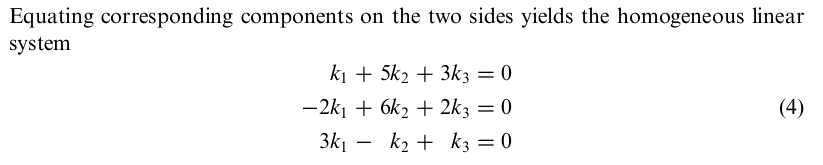 Equating corresponding components on the two sides yields the homogeneous linear
system
k₁ + 5k₂ + 3k₃ = 0
−2k₁ + 6k₂ + 2k₃ = 0 (4)
3k₁ − k₂ + k₃ = 0